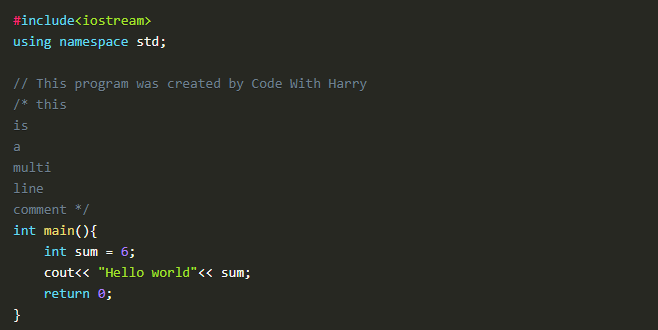 #include<iostream>
using namespace std;
// This program was created by Code With Harry
/* this
is
a
multi
line
comment */
int main(){
    int sum = 6;
    cout<< "Hello world"<< sum;
    return 0;
}